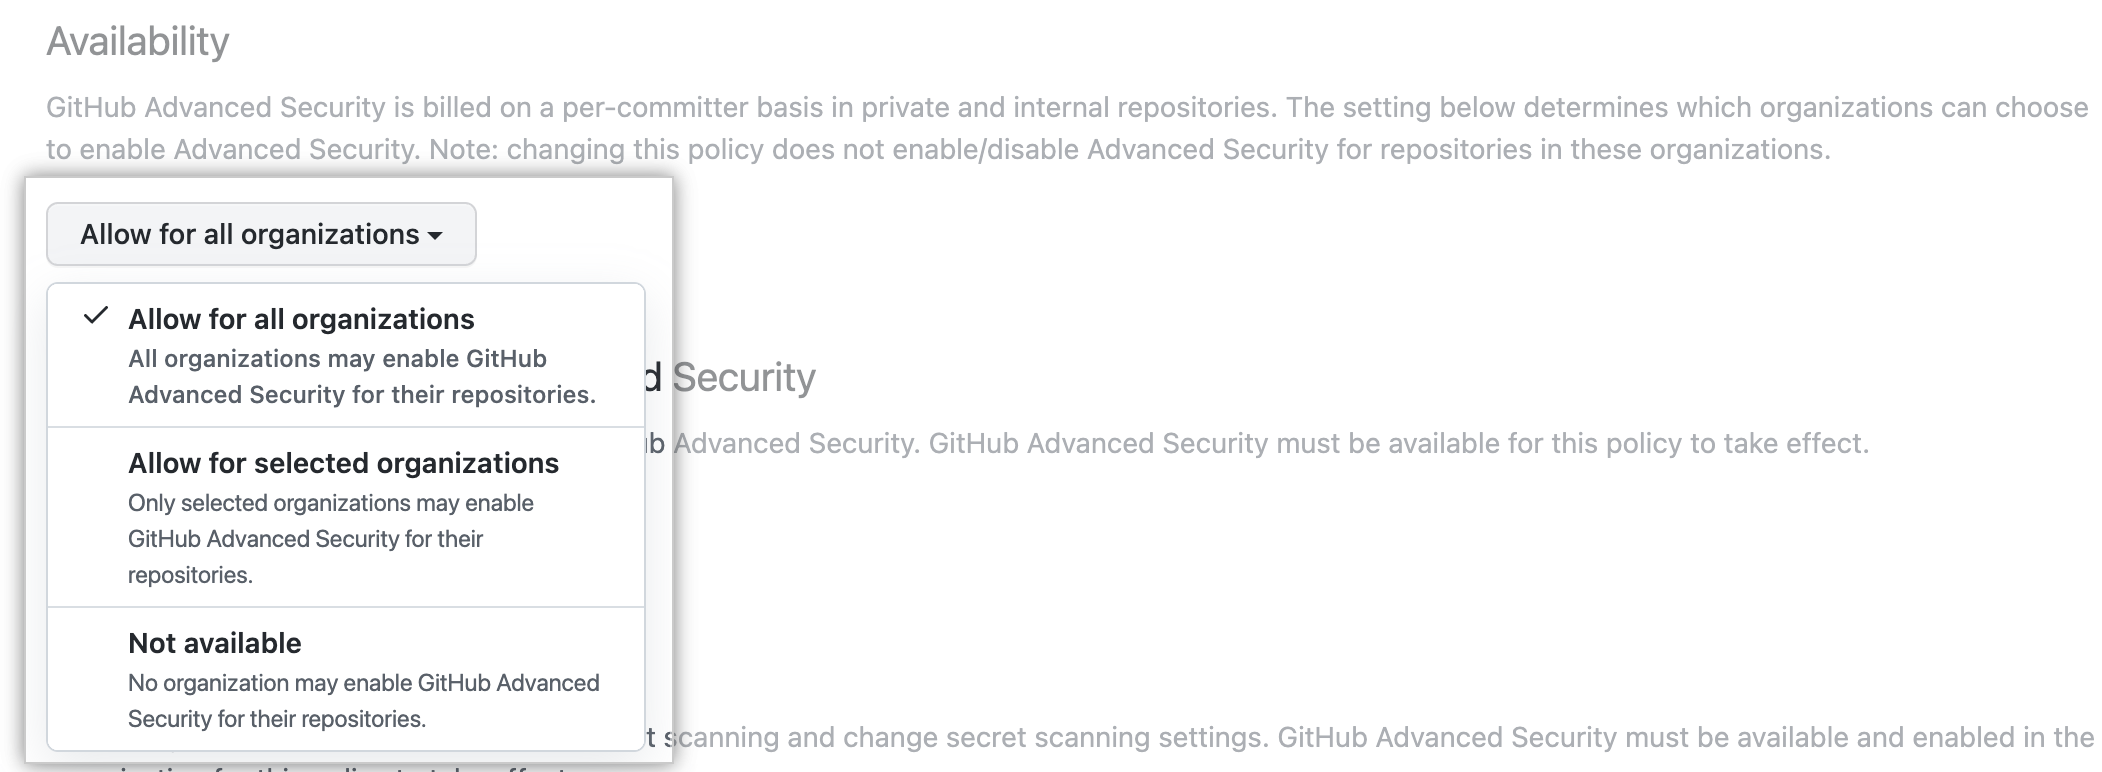 Availability
GitHub Advanced Security is billed on a per-committer basis in private and internal repositories. The setting below determines which organizations can choose
to enable Advanced Security. Note: changing this policy does not enable/disable Advanced Security for repositories in these organizations.
Allow for all organizations
Allow for all organizations
All organizations may enable GitHub
Advanced Security for their repositories.
Allow for selected organizations
Only selected organizations may enable
GitHub Advanced Security for their
repositories.
Not available
No organization may enable GitHub Advanced
Security for their repositories.
d Security
b Advanced Security. GitHub Advanced Security must be available for this policy to take effect.
t scanning and change secret scanning settings. GitHub Advanced Security must be available and enabled in the